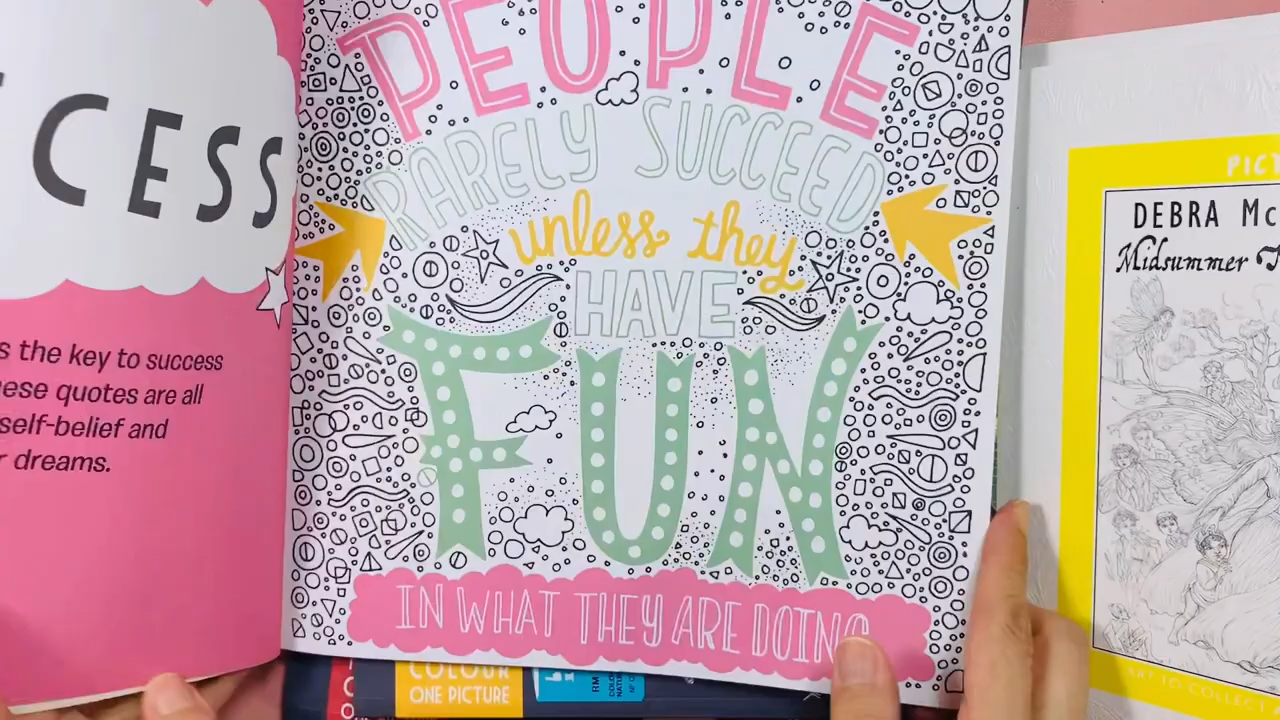 CESS
s the key to success
ese quotes are all
self-belief and
r dreams.
PEOPLE
RARELY SUCCEED
unless they
HAVE
FUN
IN WHAT THEY ARE DOING
COLOUR
ONE PICTURE
DEBRA Mc
Midsummer